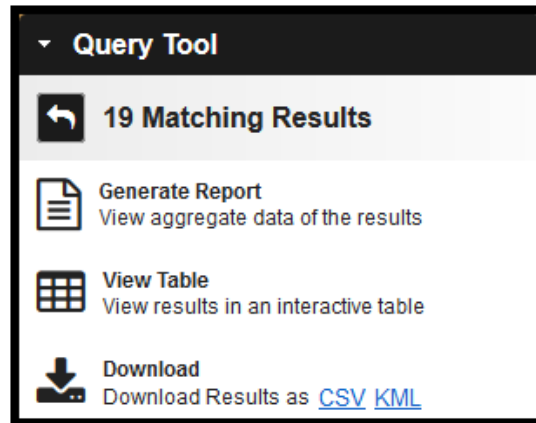 Query Tool
19 Matching Results
Generate Report
View aggregate data of the results
View Table
View results in an interactive table
Download
Download Results as CSV KML